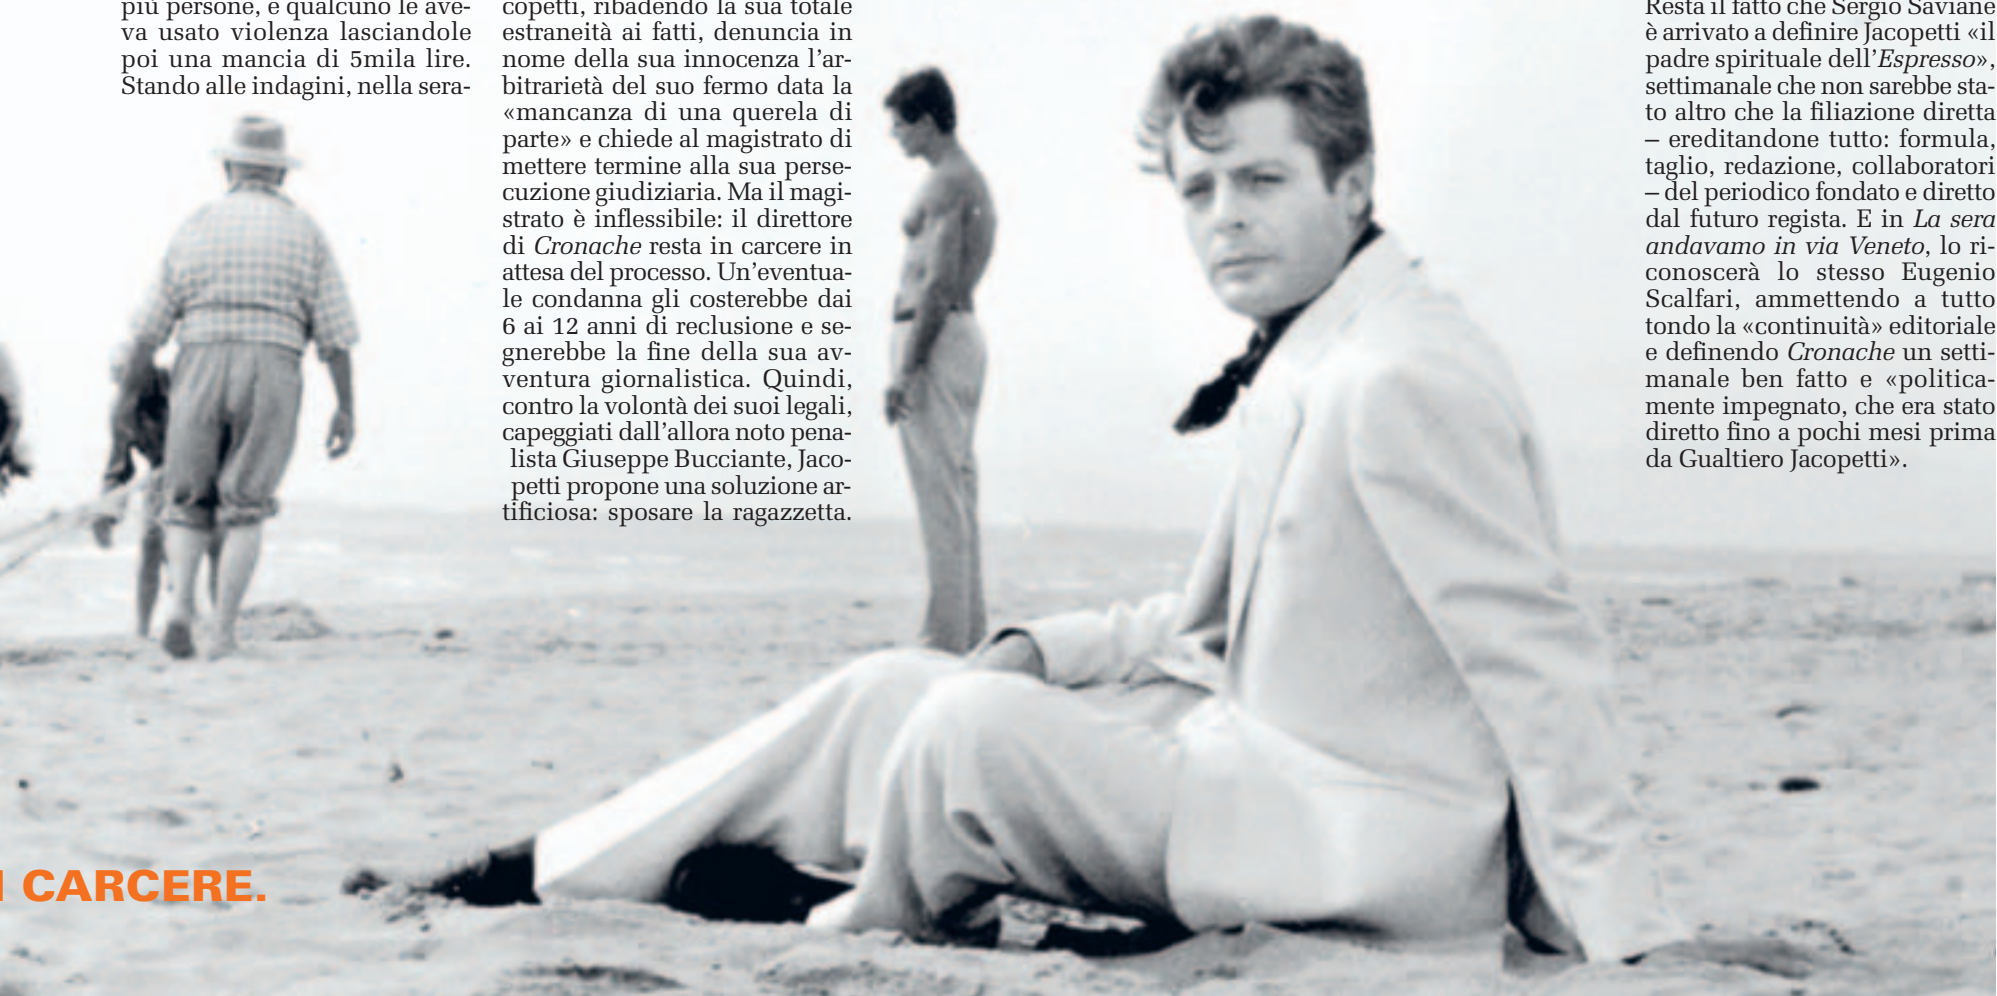 più persone, e qualcuno le ave-
va usato violenza lasciandole
poi una mancia di 5mila lire.
Stando alle indagini, nella sera-
copetti, ribadendo la sua totale
estraneità ai fatti, denuncia in
nome della sua innocenza l'ar-
bitrarietà del suo fermo data la
«mancanza di una querela di
parte» e chiede al magistrato di
mettere termine alla sua perse-
cuzione giudiziaria. Ma il magi-
strato è inflessibile: il direttore
di Cronache resta in carcere in
attesa del processo. Un'eventua-
le condanna gli costerebbe dai
6 ai 12 anni di reclusione e se-
gnerebbe la fine della sua av-
ventura giornalistica. Quindi,
contro la volontà dei suoi legali,
capeggiati dall'allora noto pena-
lista Giuseppe Bucciante, Jaco-
petti propone una soluzione ar-
tificiosa: sposare la ragazzetta.
Resta il fatto che Sergio Saviane
è arrivato a definire Jacopetti «il
padre spirituale dell'Espresso»,
settimanale che non sarebbe sta-
to altro che la filiazione diretta
– ereditandone tutto: formula,
taglio, redazione, collaboratori
– del periodico fondato e diretto
dal futuro regista. E in La sera
andavamo in via Veneto, lo ri-
conoscerà lo stesso Eugenio
Scalfari, ammettendo a tutto
tondo la «continuità» editoriale
e definendo Cronache un setti-
manale ben fatto e «politica-
mente impegnato, che era stato
diretto fino a pochi mesi prima
da Gualtiero Jacopetti».
CARCERE.